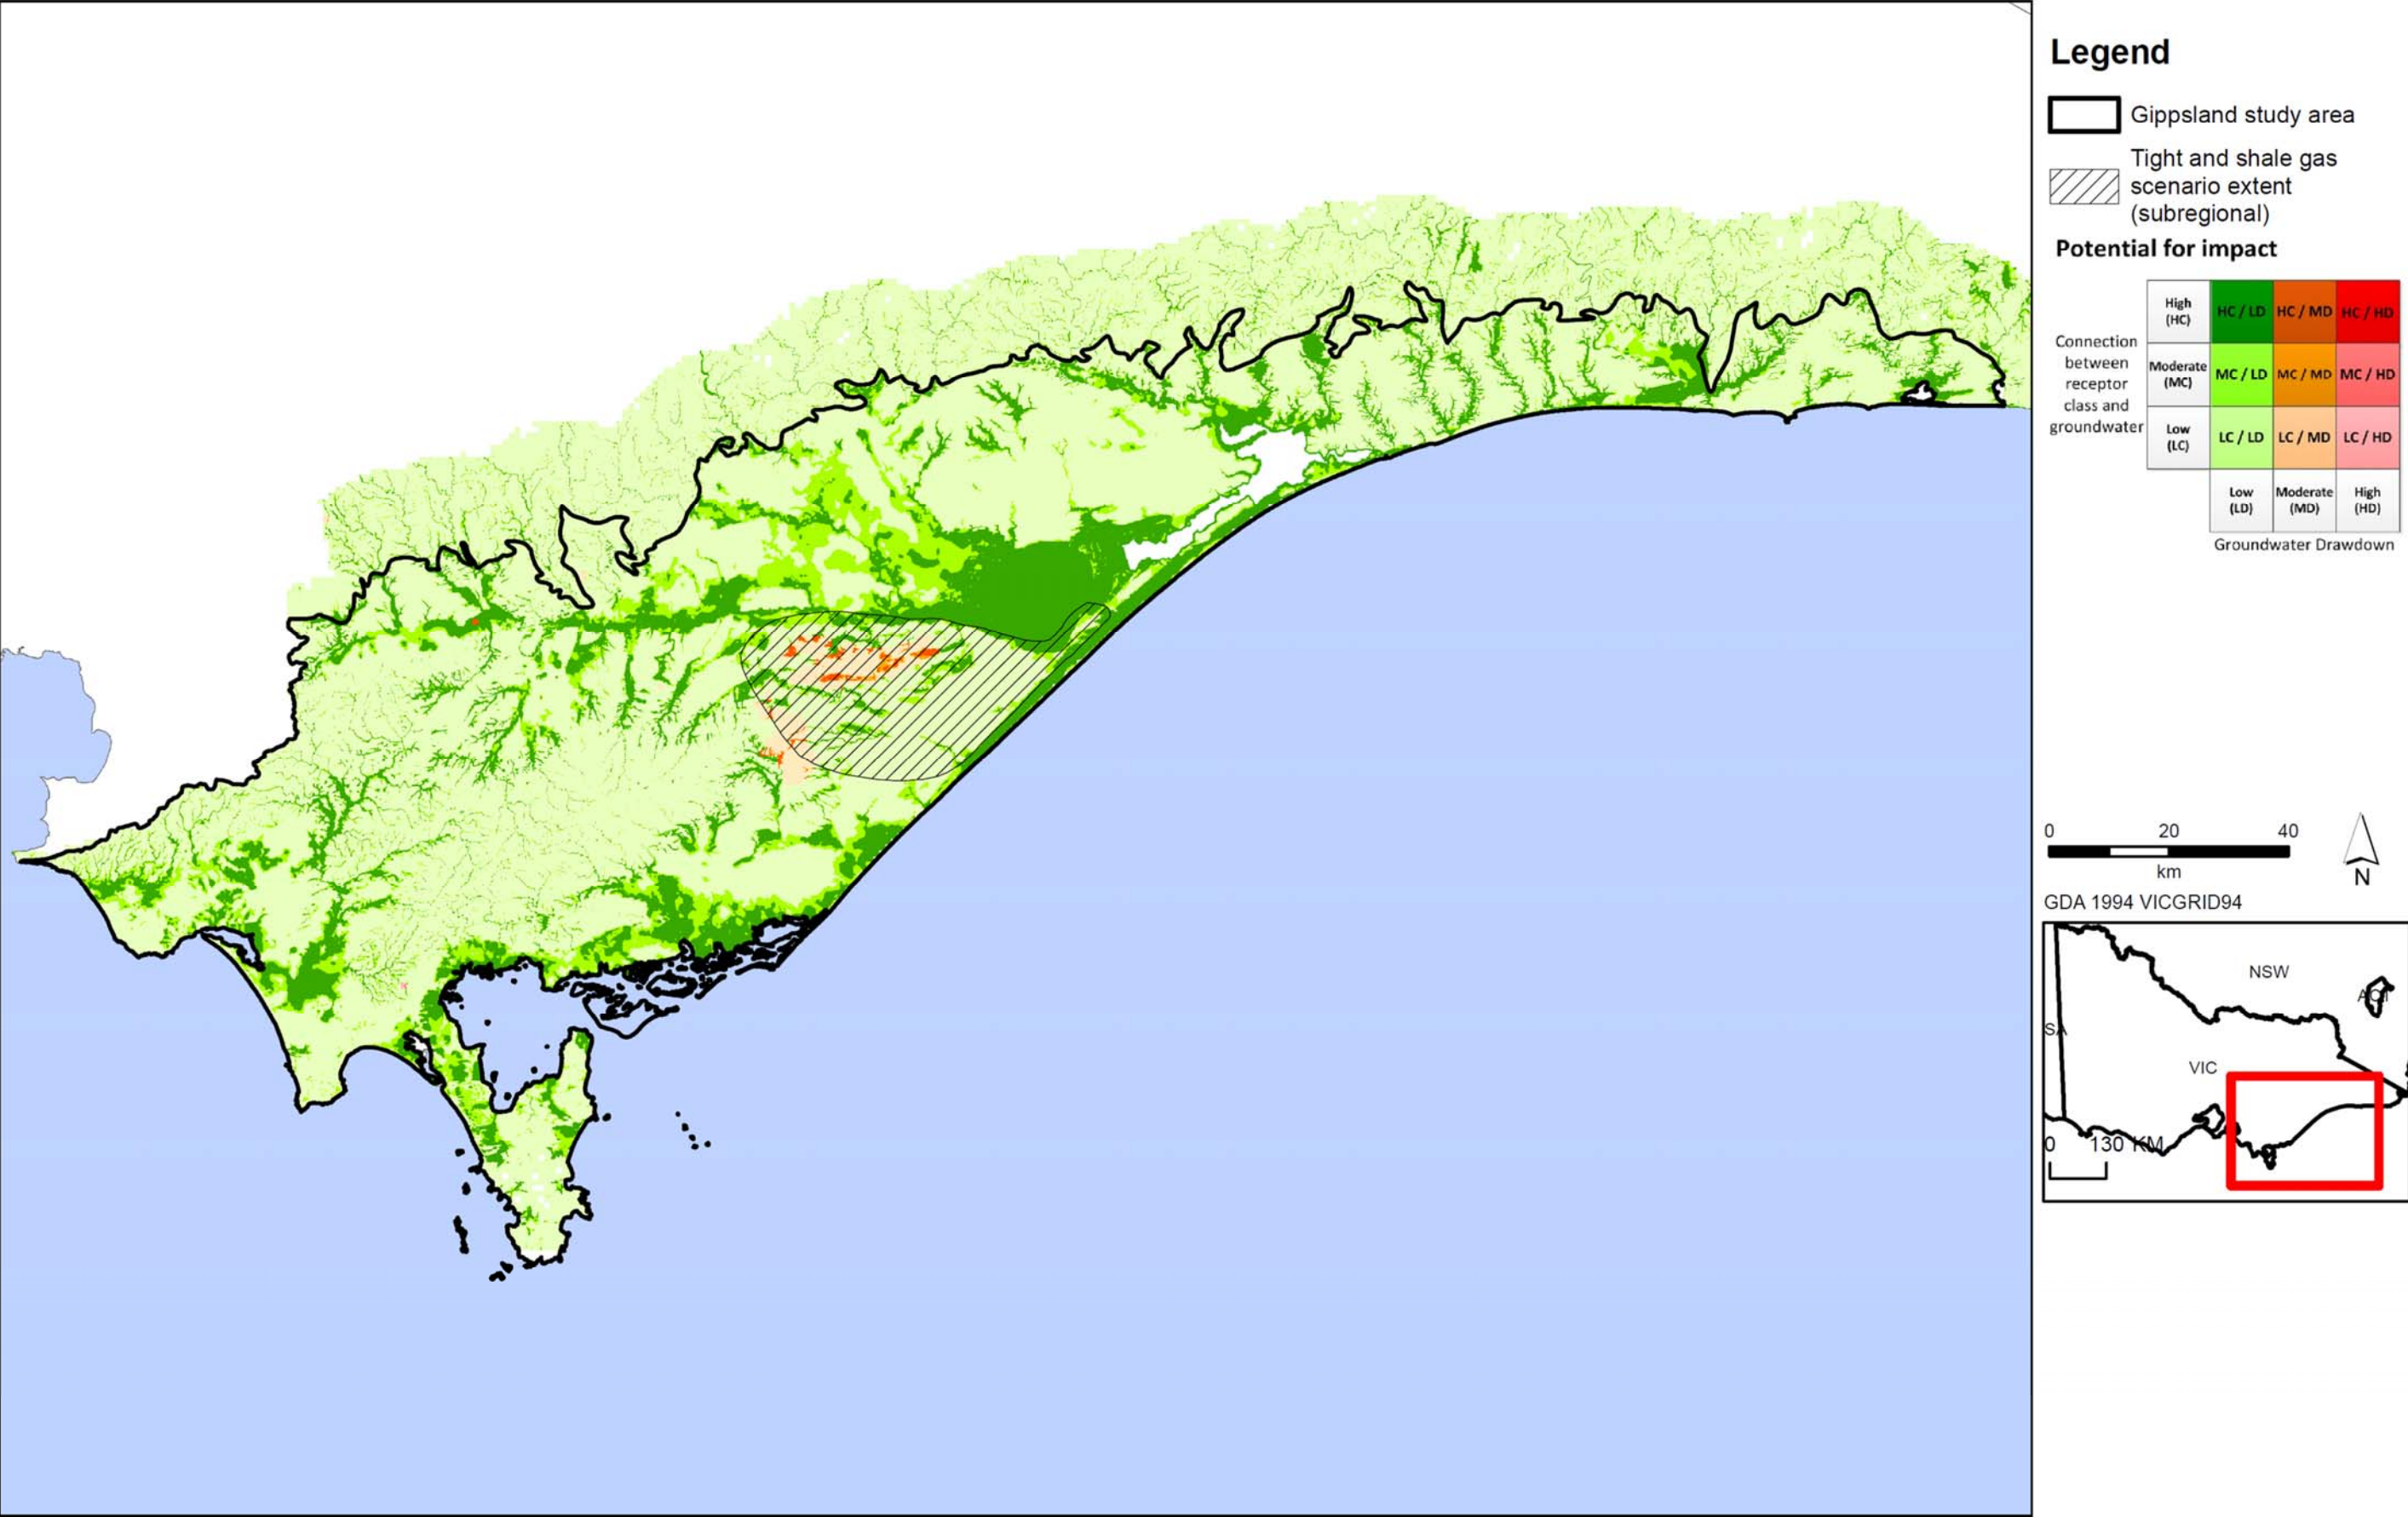 Legend
Gippsland study area
Tight and shale gas
scenario extent
(subregional)
Potential for impact
Connection
between
receptor
class and
groundwater
High
(HC)
HC / LD
HC / MD
HC / HD
Moderate
(MC)
MC / LD
MC / MD
MC / HD
Low
(LC)
LC / LD
LC / MD
LC / HD
Low
(LD)
Moderate
(MD)
High
(HD)
Groundwater Drawdown
0 20 40
km
N
GDA 1994 VICGRID94
NSW
ACT
SA
VIC
0 130 KM